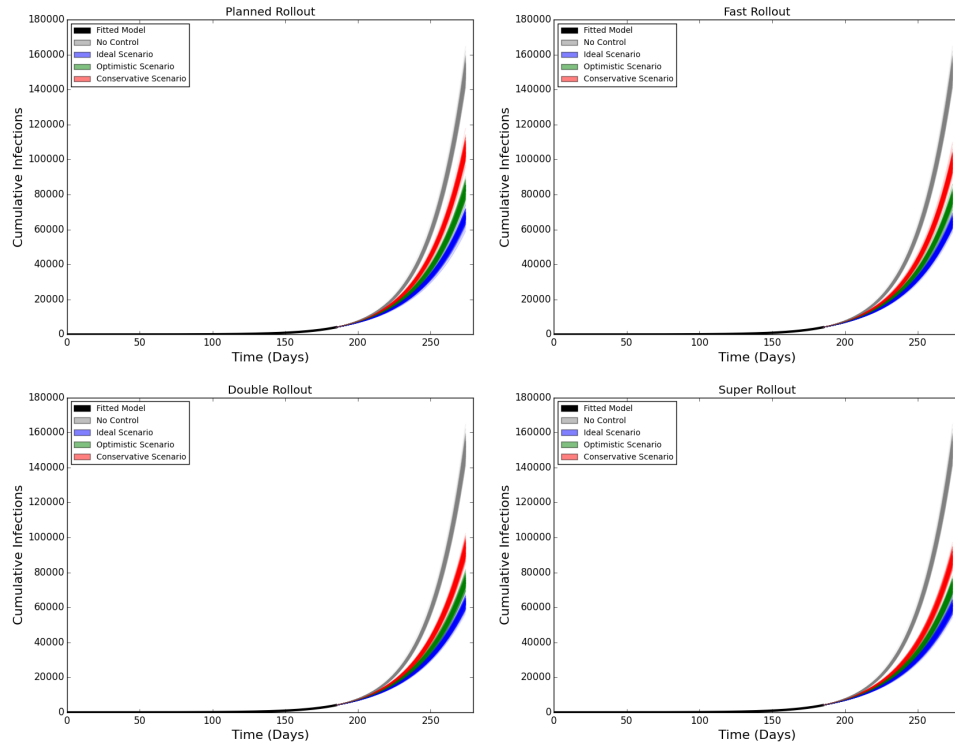 Planned Rollout
Fitted Model
No Control
Ideal Scenario
Optimistic Scenario
Conservative Scenario
180000
160000
140000
120000
100000
80000
60000
40000
20000
0
Cumulative Infections
0 50 100 150 200 250
Time (Days)
Fast Rollout
Fitted Model
No Control
Ideal Scenario
Optimistic Scenario
Conservative Scenario
180000
160000
140000
120000
100000
80000
60000
40000
20000
0
Cumulative Infections
0 50 100 150 200 250
Time (Days)
Double Rollout
Fitted Model
No Control
Ideal Scenario
Optimistic Scenario
Conservative Scenario
180000
160000
140000
120000
100000
80000
60000
40000
20000
0
Cumulative Infections
0 50 100 150 200 250
Time (Days)
Super Rollout
Fitted Model
No Control
Ideal Scenario
Optimistic Scenario
Conservative Scenario
180000
160000
140000
120000
100000
80000
60000
40000
20000
0
Cumulative Infections
0 50 100 150 200 250
Time (Days)